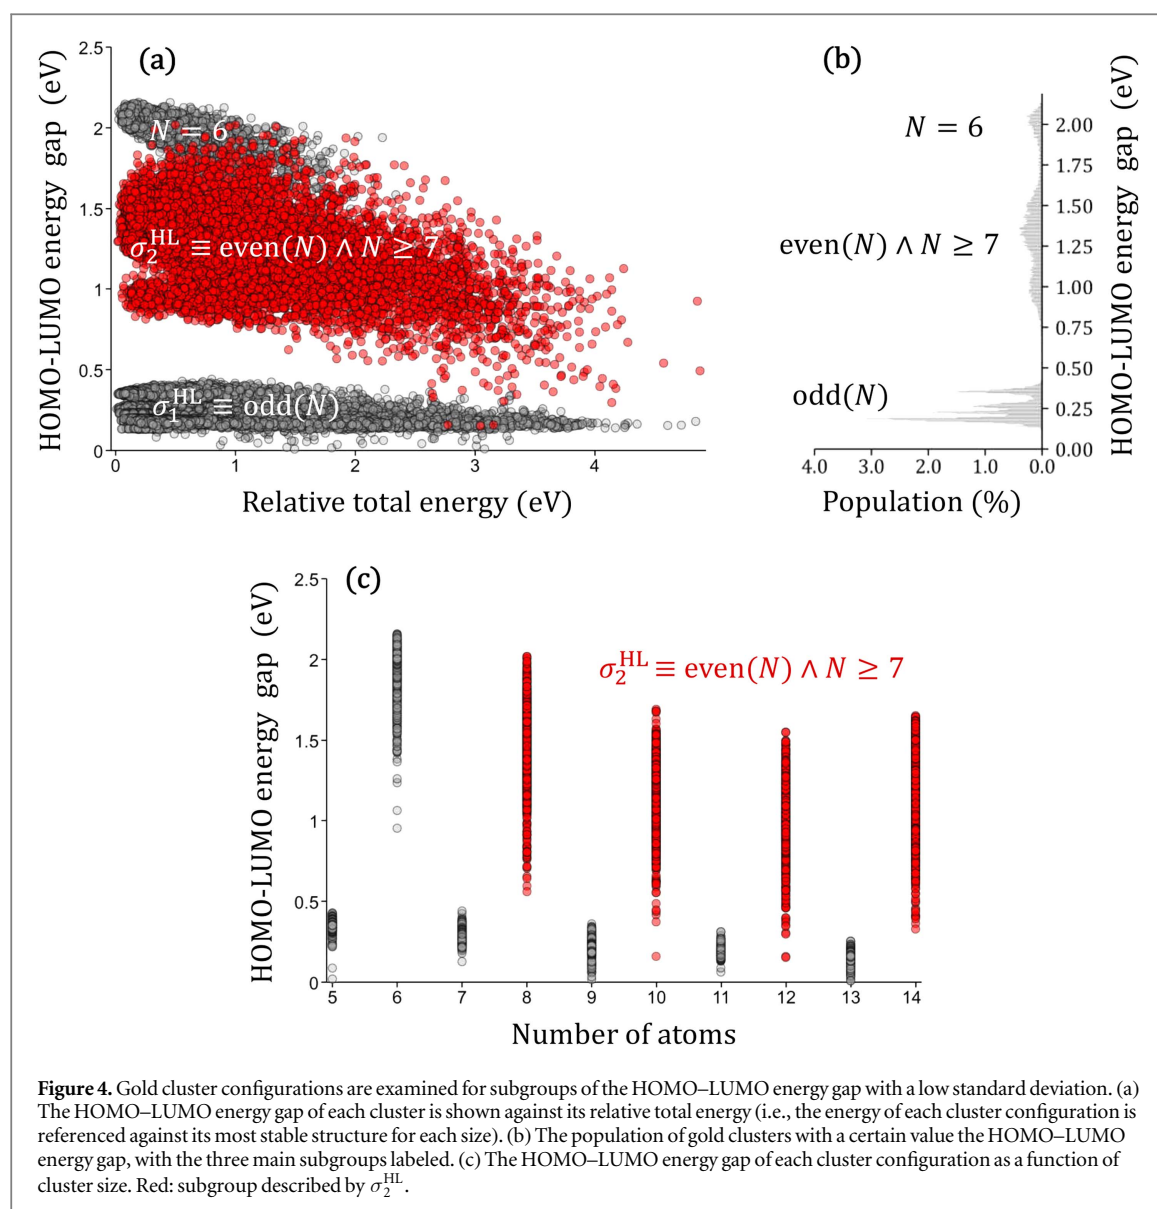 (a)
HOMO-LUMO energy gap (eV)
2.5
2
1.5
1
0.5
0
N = 6
σ₂ᴴᴸ ≡ even(N) ∧ N ≥ 7
σ₁ᴴᴸ ≡ odd(N)
0 1 2 3 4
Relative total energy (eV)
(b)
N = 6
even(N) ∧ N ≥ 7
odd(N)
2.00
1.75
1.50
1.25
1.00
0.75
0.50
0.25
0.00
HOMO-LUMO energy gap (eV)
4.0 3.0 2.0 1.0 0.0
Population (%)
(c)
HOMO-LUMO energy gap (eV)
2.5
2
1.5
1
0.5
0
σ₂ᴴᴸ ≡ even(N) ∧ N ≥ 7
5 6 7 8 9 10 11 12 13 14
Number of atoms
Figure 4. Gold cluster configurations are examined for subgroups of the HOMO–LUMO energy gap with a low standard deviation. (a)
The HOMO–LUMO energy gap of each cluster is shown against its relative total energy (i.e., the energy of each cluster configuration is
referenced against its most stable structure for each size). (b) The population of gold clusters with a certain value the HOMO–LUMO
energy gap, with the three main subgroups labeled. (c) The HOMO–LUMO energy gap of each cluster configuration as a function of
cluster size. Red: subgroup described by σ₂ᴴᴸ.